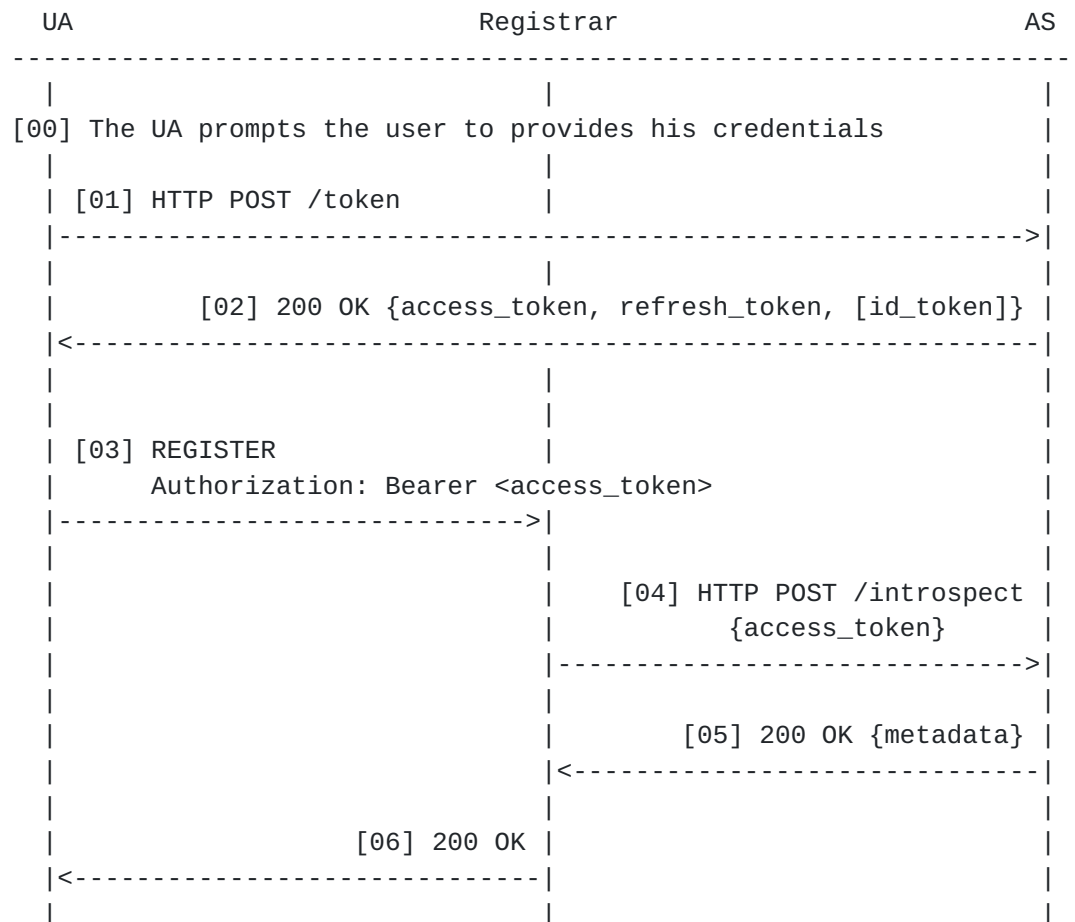 UA Registrar AS
---------------------------------------------------------------------
[00] The UA prompts the user to provides his credentials
[01] HTTP POST /token
[02] 200 OK {access_token, refresh_token, [id_token]}
[03] REGISTER
Authorization: Bearer <access_token>
[04] HTTP POST /introspect
{access_token}
[05] 200 OK {metadata}
[06] 200 OK